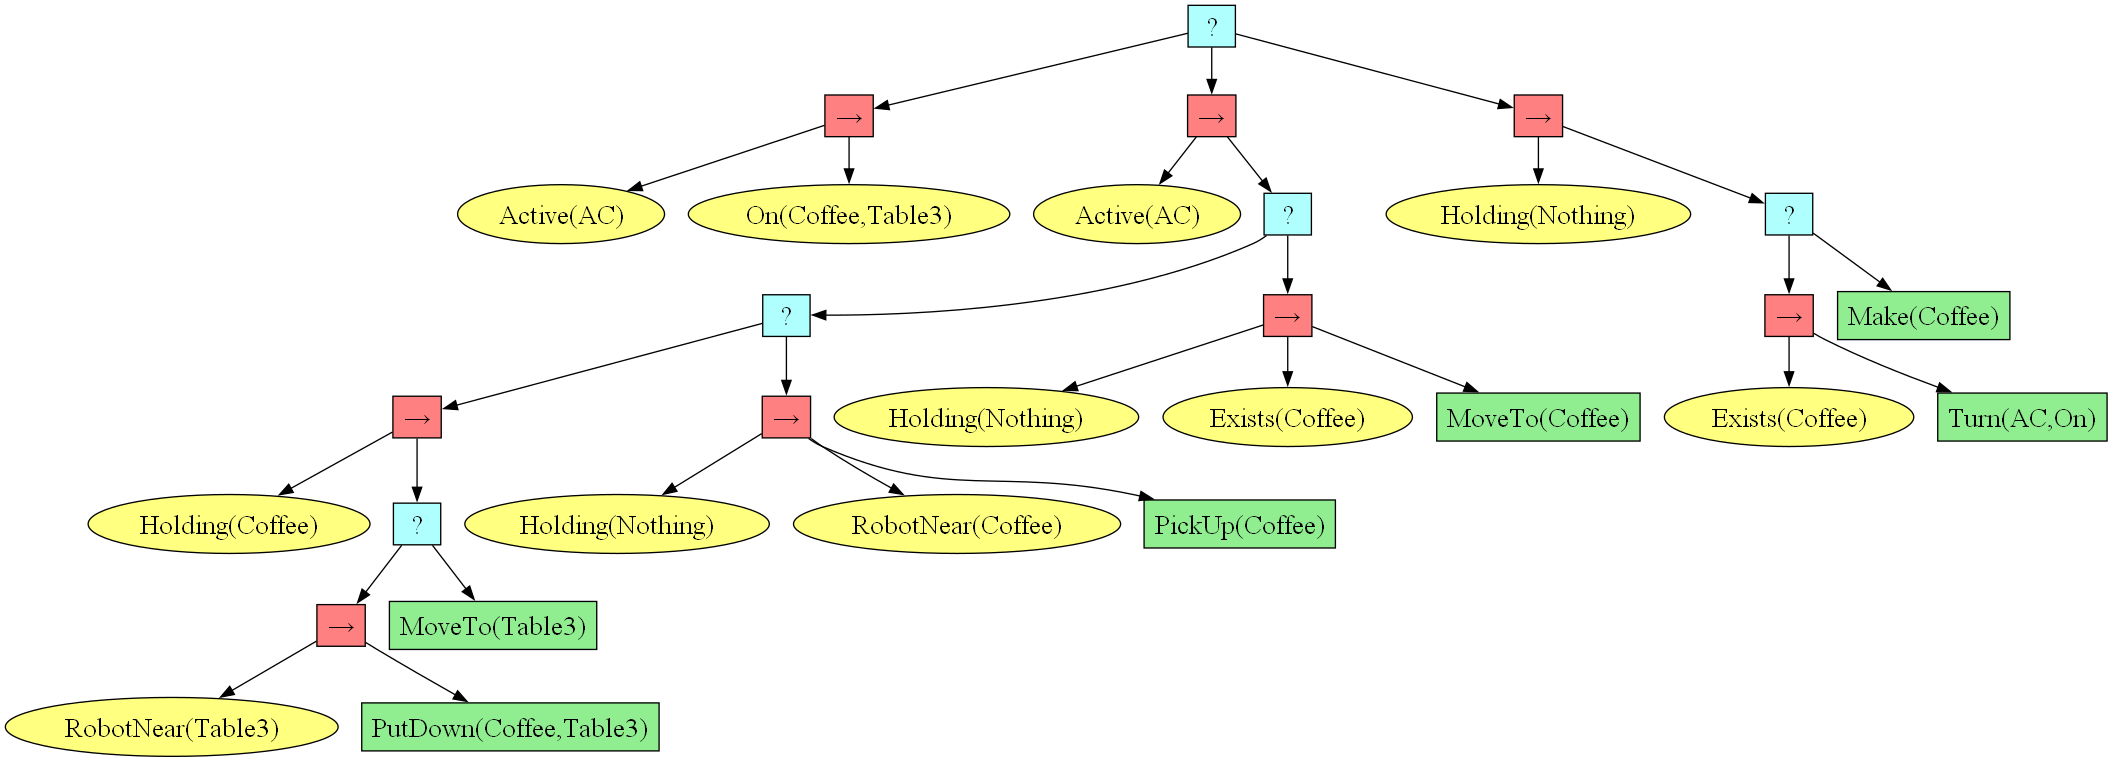 ?
→
→
→
Active(AC)
On(Coffee,Table3)
Active(AC)
?
Holding(Nothing)
?
?
→
→
Make(Coffee)
→
→
Holding(Nothing)
Exists(Coffee)
MoveTo(Coffee)
Exists(Coffee)
Turn(AC,On)
Holding(Coffee)
?
Holding(Nothing)
RobotNear(Coffee)
PickUp(Coffee)
→
MoveTo(Table3)
RobotNear(Table3)
PutDown(Coffee,Table3)